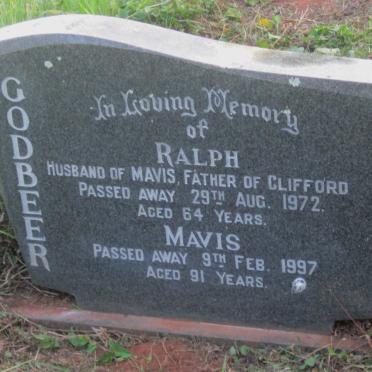 GODBEER
In Loving Memory
of
RALPH
HUSBAND OF MAVIS, FATHER OF CLIFFORD
PASSED AWAY 29TH AUG. 1972.
AGED 64 YEARS.
MAVIS
PASSED AWAY 9TH FEB. 1997
AGED 91 YEARS.